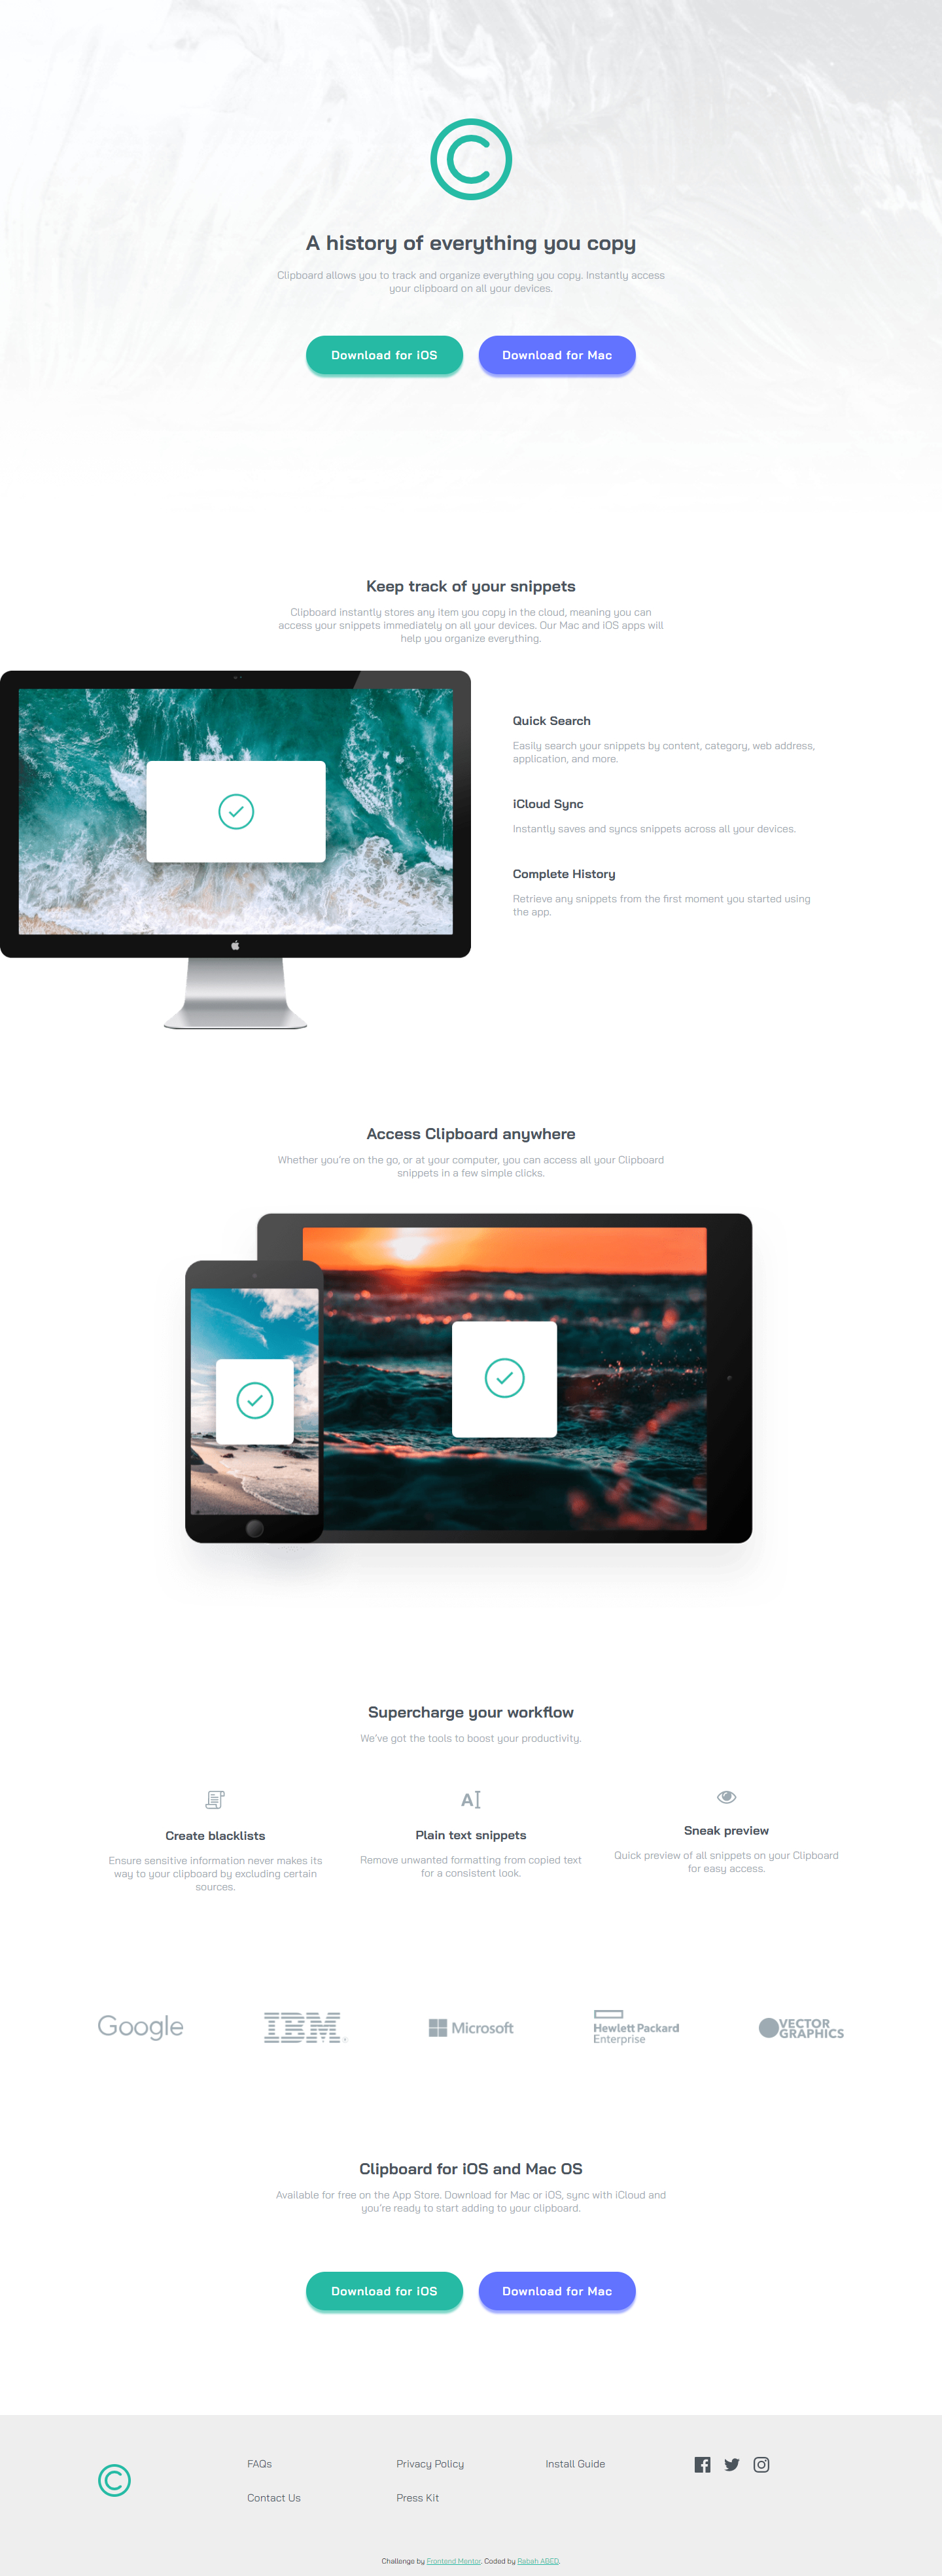 A history of everything you copy
Clipboard allows you to track and organize everything you copy. Instantly access
your clipboard on all your devices.
Download for iOS
Download for Mac
Keep track of your snippets
Clipboard instantly stores any item you copy in the cloud, meaning you can
access your snippets immediately on all your devices. Our Mac and iOS apps will
help you organize everything.
Quick Search
Easily search your snippets by content, category, web address,
application, and more.
iCloud Sync
Instantly saves and syncs snippets across all your devices.
Complete History
Retrieve any snippets from the first moment you started using
the app.
Access Clipboard anywhere
Whether you’re on the go, or at your computer, you can access all your Clipboard
snippets in a few simple clicks.
Supercharge your workflow
We’ve got the tools to boost your productivity.
Create blacklists
Ensure sensitive information never makes its
way to your clipboard by excluding certain
sources.
Plain text snippets
Remove unwanted formatting from copied text
for a consistent look.
Sneak preview
Quick preview of all snippets on your Clipboard
for easy access.
Google
IBM
Microsoft
Hewlett Packard
Enterprise
VECTOR
GRAPHICS
Clipboard for iOS and Mac OS
Available for free on the App Store. Download for Mac or iOS, sync with iCloud and
you’re ready to start adding to your clipboard.
Download for iOS
Download for Mac
FAQs
Contact Us
Privacy Policy
Press Kit
Install Guide
Challenge by Frontend Mentor. Coded by Rabah ABED.